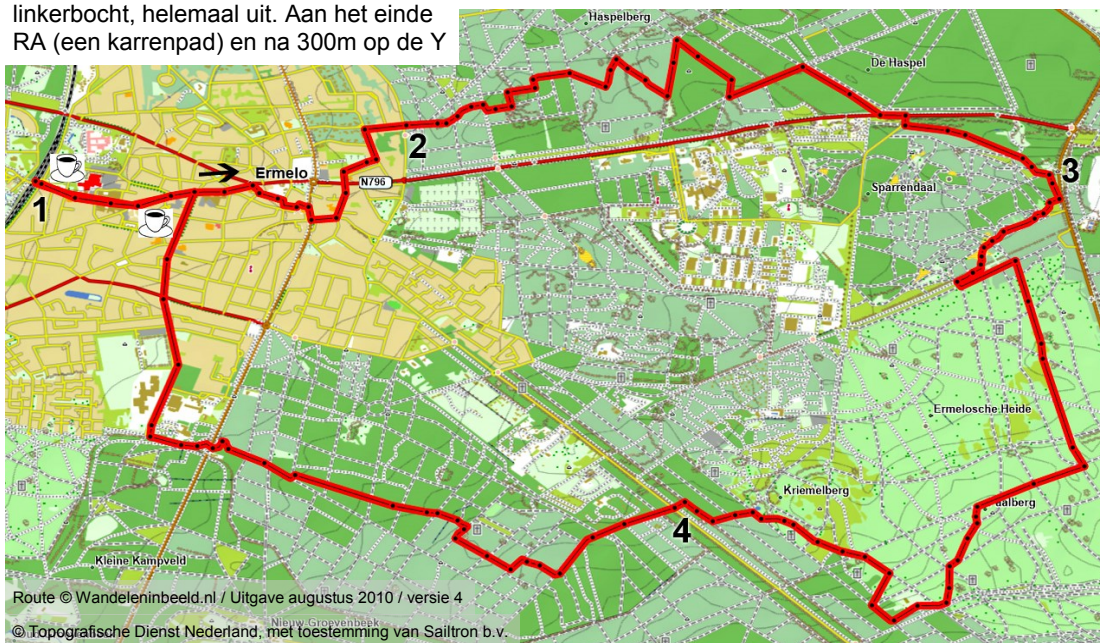 linkerbocht, helemaal uit. Aan het einde
RA (een karrenpad) en na 300m op de Y
Haspelberg
De Haspel
2
Ermelo
N796
3
Sparrendaal
1
Ermelosche Heide
Kriemelberg
alberg
4
Kleine Kampveld
Route © Wandeleninbeeld.nl / Uitgave augustus 2010 / versie 4
Nieuw-Groevenbeek
© Topografische Dienst Nederland, met toestemming van Sailtron b.v.